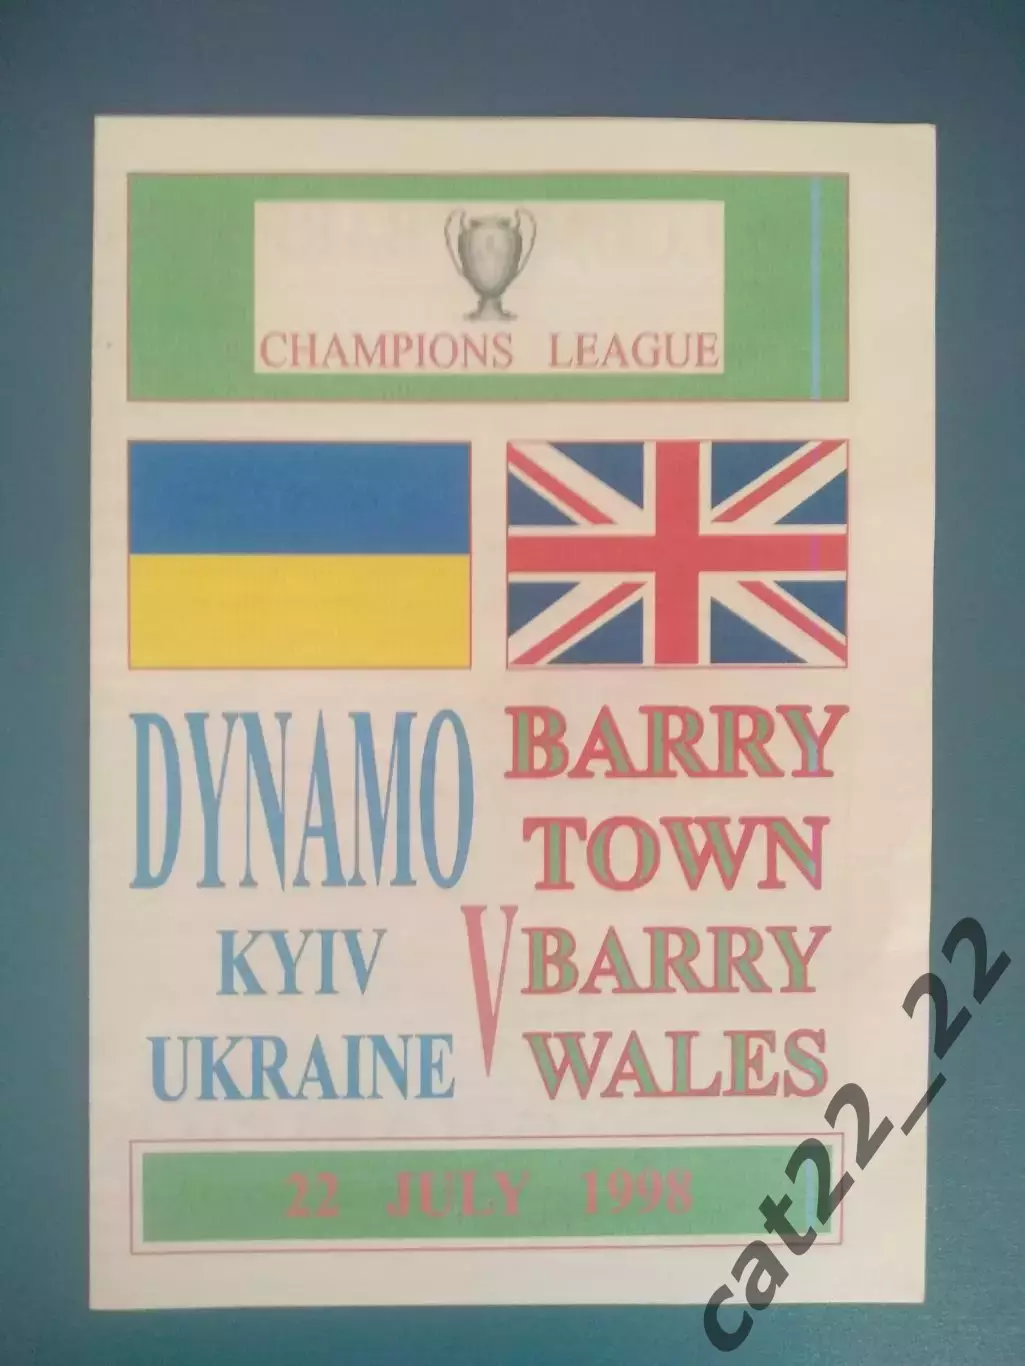 CHAMPIONS LEAGUE
DYNAMO
KYIV
UKRAINE
V
BARRY
TOWN
BARRY
WALES
22 JULY 1998
cat22_22